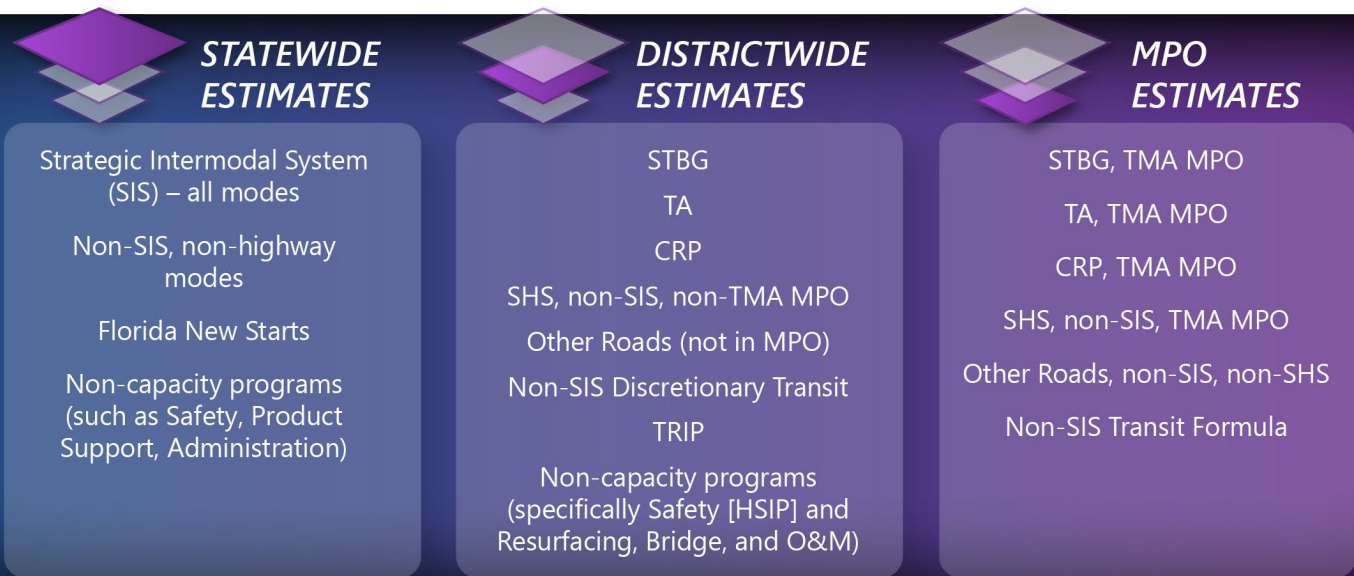 STATEWIDE
ESTIMATES
Strategic Intermodal System
(SIS) – all modes
Non-SIS, non-highway
modes
Florida New Starts
Non-capacity programs
(such as Safety, Product
Support, Administration)
DISTRICTWIDE
ESTIMATES
STBG
TA
CRP
SHS, non-SIS, non-TMA MPO
Other Roads (not in MPO)
Non-SIS Discretionary Transit
TRIP
Non-capacity programs
(specifically Safety [HSIP] and
Resurfacing, Bridge, and O&M)
MPO
ESTIMATES
STBG, TMA MPO
TA, TMA MPO
CRP, TMA MPO
SHS, non-SIS, TMA MPO
Other Roads, non-SIS, non-SHS
Non-SIS Transit Formula